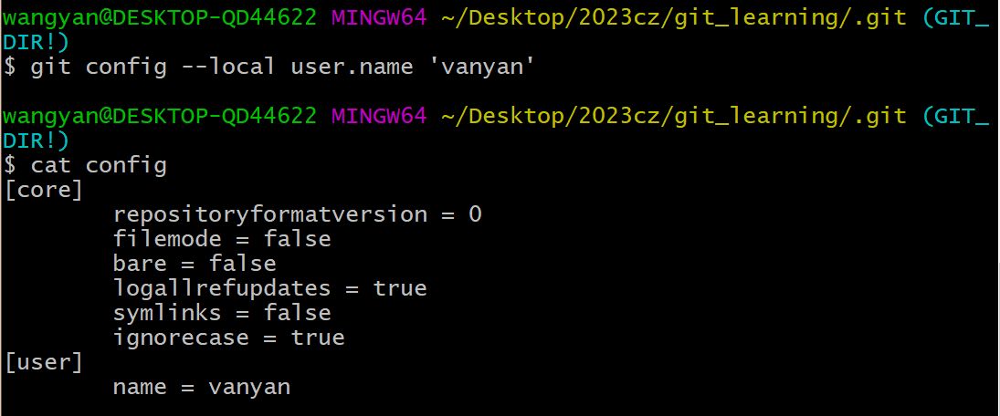 wangyan@DESKTOP-QD44622 MINGW64 ~/Desktop/2023cz/git_learning/.git (GIT_
DIR!)
$ git config --local user.name 'vanyan'
wangyan@DESKTOP-QD44622 MINGW64 ~/Desktop/2023cz/git_learning/.git (GIT_
DIR!)
$ cat config
[core]
        repositoryformatversion = 0
        filemode = false
        bare = false
        logallrefupdates = true
        symlinks = false
        ignorecase = true
[user]
        name = vanyan